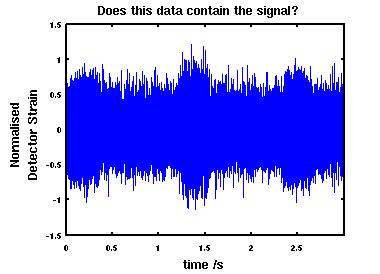 Does this data contain the signal?
1.5
1
0.5
0
-0.5
-1
-1.5
Normalised
Detector Strain
0 0.5 1 1.5 2 2.5
time /s